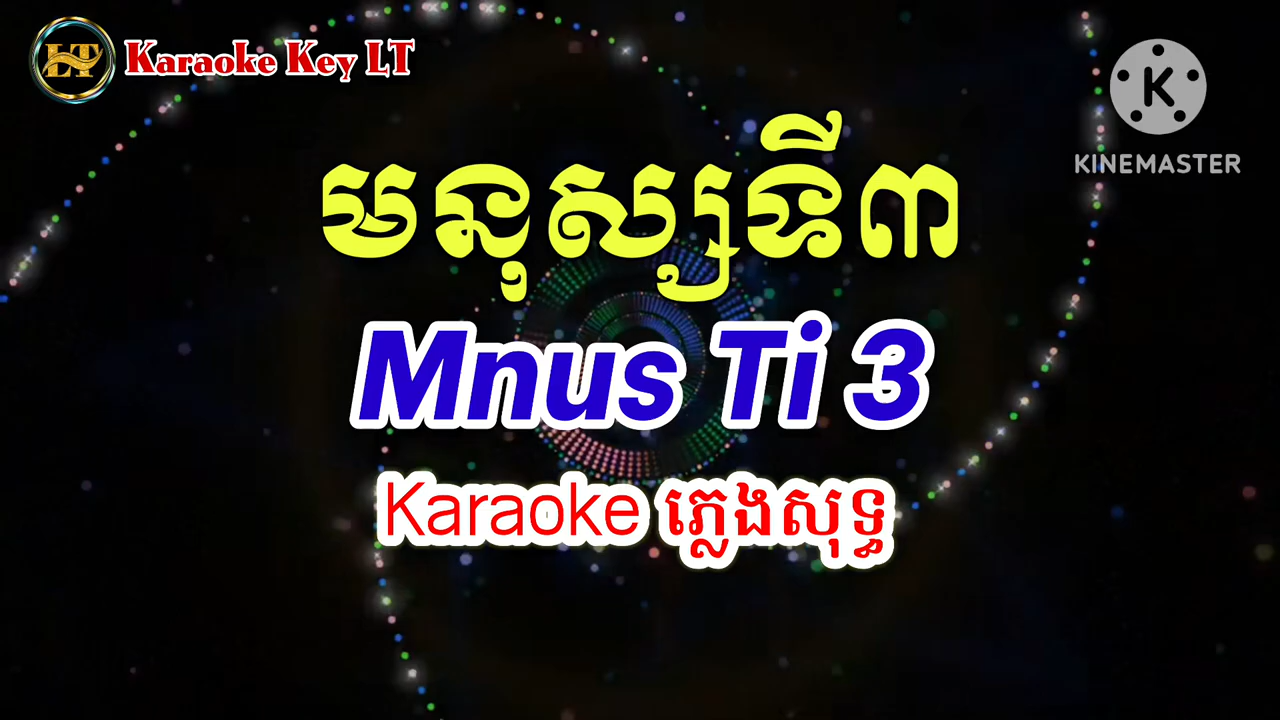 LT Karaoke Key LT
K
KINEMASTER
មនុស្សទី៣
Mnus Ti 3
Karaoke ភ្លេងសុទ្ធ